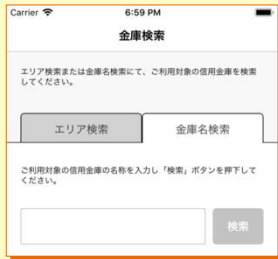 Carrier 6:59 PM
金庫検索
エリア検索または金庫名検索にて、ご利用対象の信用金庫を検索
してください。
エリア検索 金庫名検索
ご利用対象の信用金庫の名称を入力し「検索」ボタンを押下して
ください。
検索